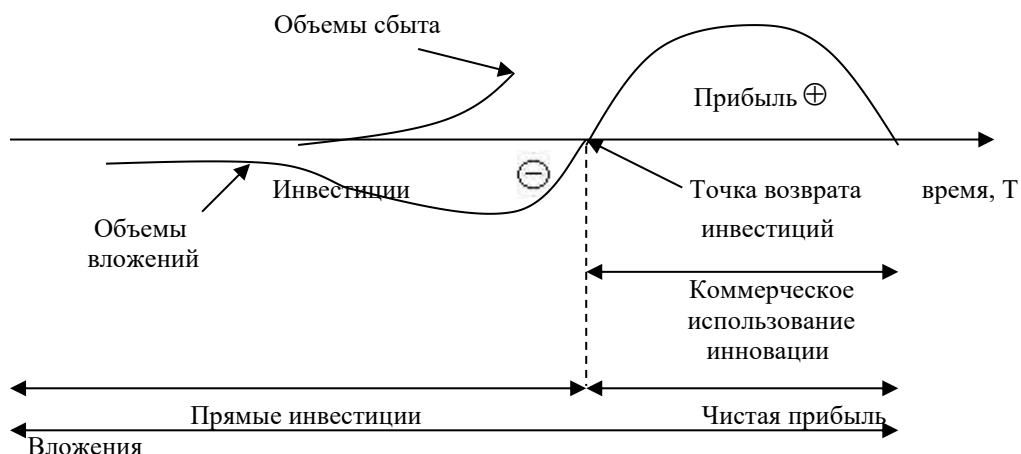 Объемы сбыта
Прибыль ⊕
⊖
Инвестиции
Точка возврата
инвестиций
время, Т
Объемы
вложений
Коммерческое
использование
инновации
Прямые инвестиции
Чистая прибыль
Вложения